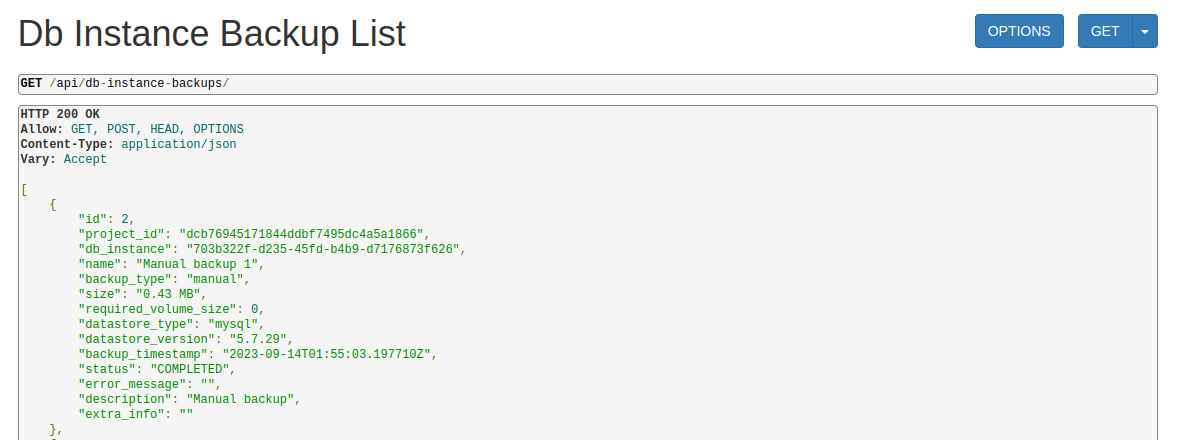 Db Instance Backup List
OPTIONS
GET
GET /api/db-instance-backups/
HTTP 200 OK
Allow: GET, POST, HEAD, OPTIONS
Content-Type: application/json
Vary: Accept
[
    {
        "id": 2,
        "project_id": "dcb76945171844ddbf7495dc4a5a1866",
        "db_instance": "703b322f-d235-45fd-b4b9-d7176873f626",
        "name": "Manual backup 1",
        "backup_type": "manual",
        "size": "0.43 MB",
        "required_volume_size": 0,
        "datastore_type": "mysql",
        "datastore_version": "5.7.29",
        "backup_timestamp": "2023-09-14T01:55:03.197710Z",
        "status": "COMPLETED",
        "error_message": "",
        "description": "Manual backup",
        "extra_info": ""
    },